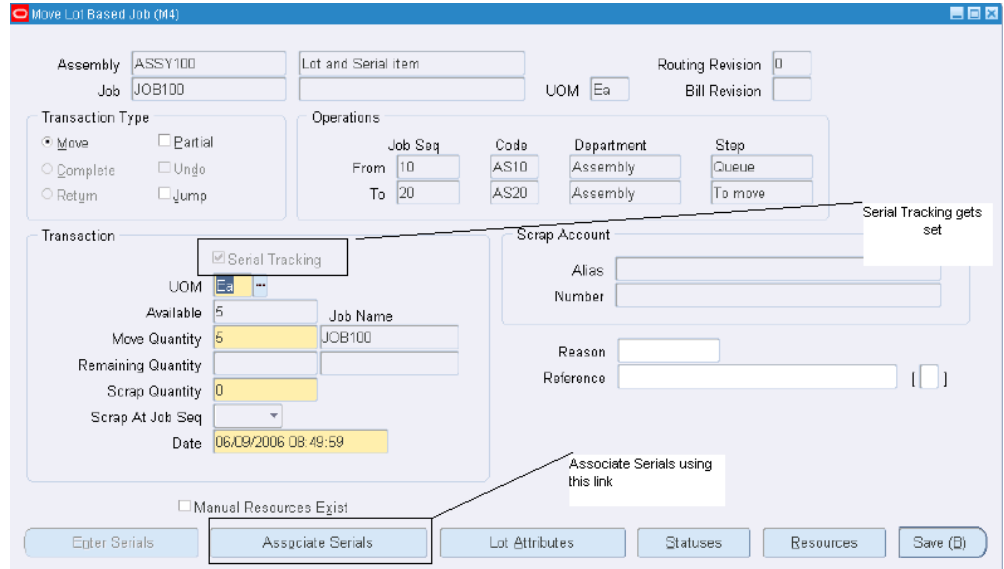 Move Lot Based Job (M4)
Assembly ASSY100 Lot and Serial item Routing Revision 0
Job JOB100 UOM Ea Bill Revision
Transaction Type Operations
Move Partial Job Seq Code Department Step
Complete Undo From 10 AS10 Assembly Queue
Return Jump To 20 AS20 Assembly To move
Serial Tracking gets
set
Transaction Scrap Account
Serial Tracking
Alias
UOM Ea ...
Number
Available 5 Job Name
Move Quantity 5 JOB100
Reason
Remaining Quantity
Reference [ ]
Scrap Quantity 0
Scrap At Job Seq
Date 06/09/2006 08:49:59
Associate Serials using
this link
Manual Resources Exist
Enter Serials Associate Serials Lot Attributes Statuses Resources Save (B)